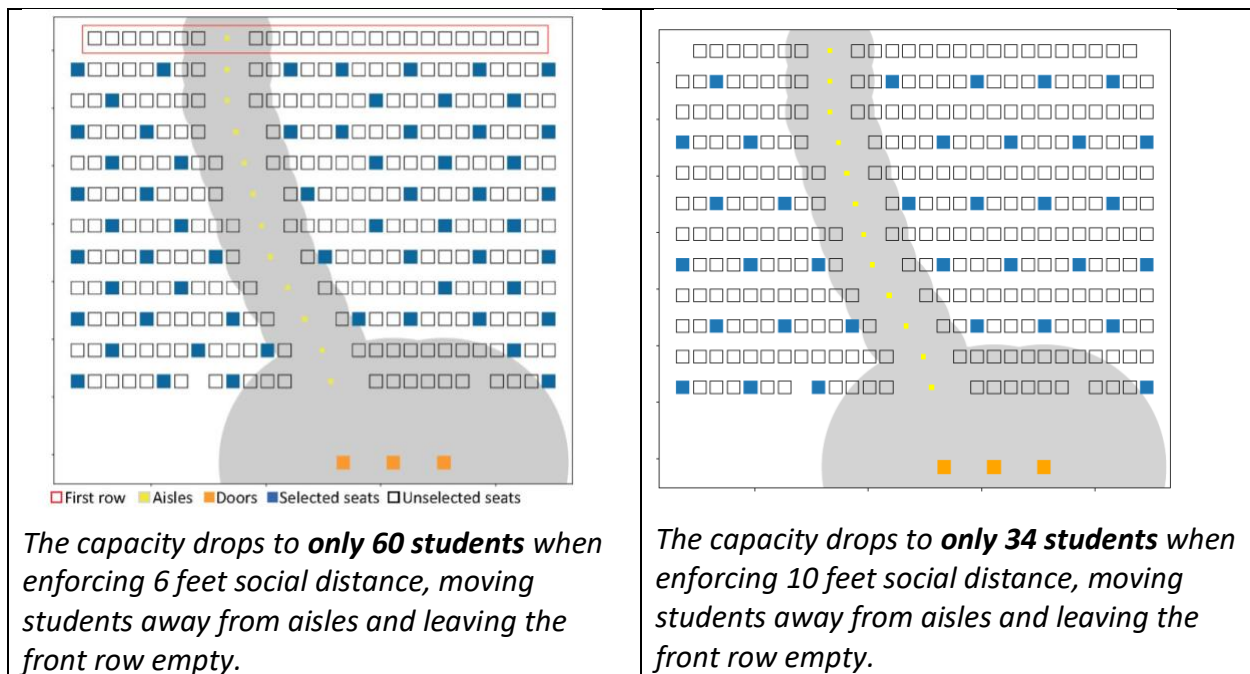 First row Aisles Doors Selected seats Unselected seats
The capacity drops to only 60 students when
enforcing 6 feet social distance, moving
students away from aisles and leaving the
front row empty.
The capacity drops to only 34 students when
enforcing 10 feet social distance, moving
students away from aisles and leaving the
front row empty.